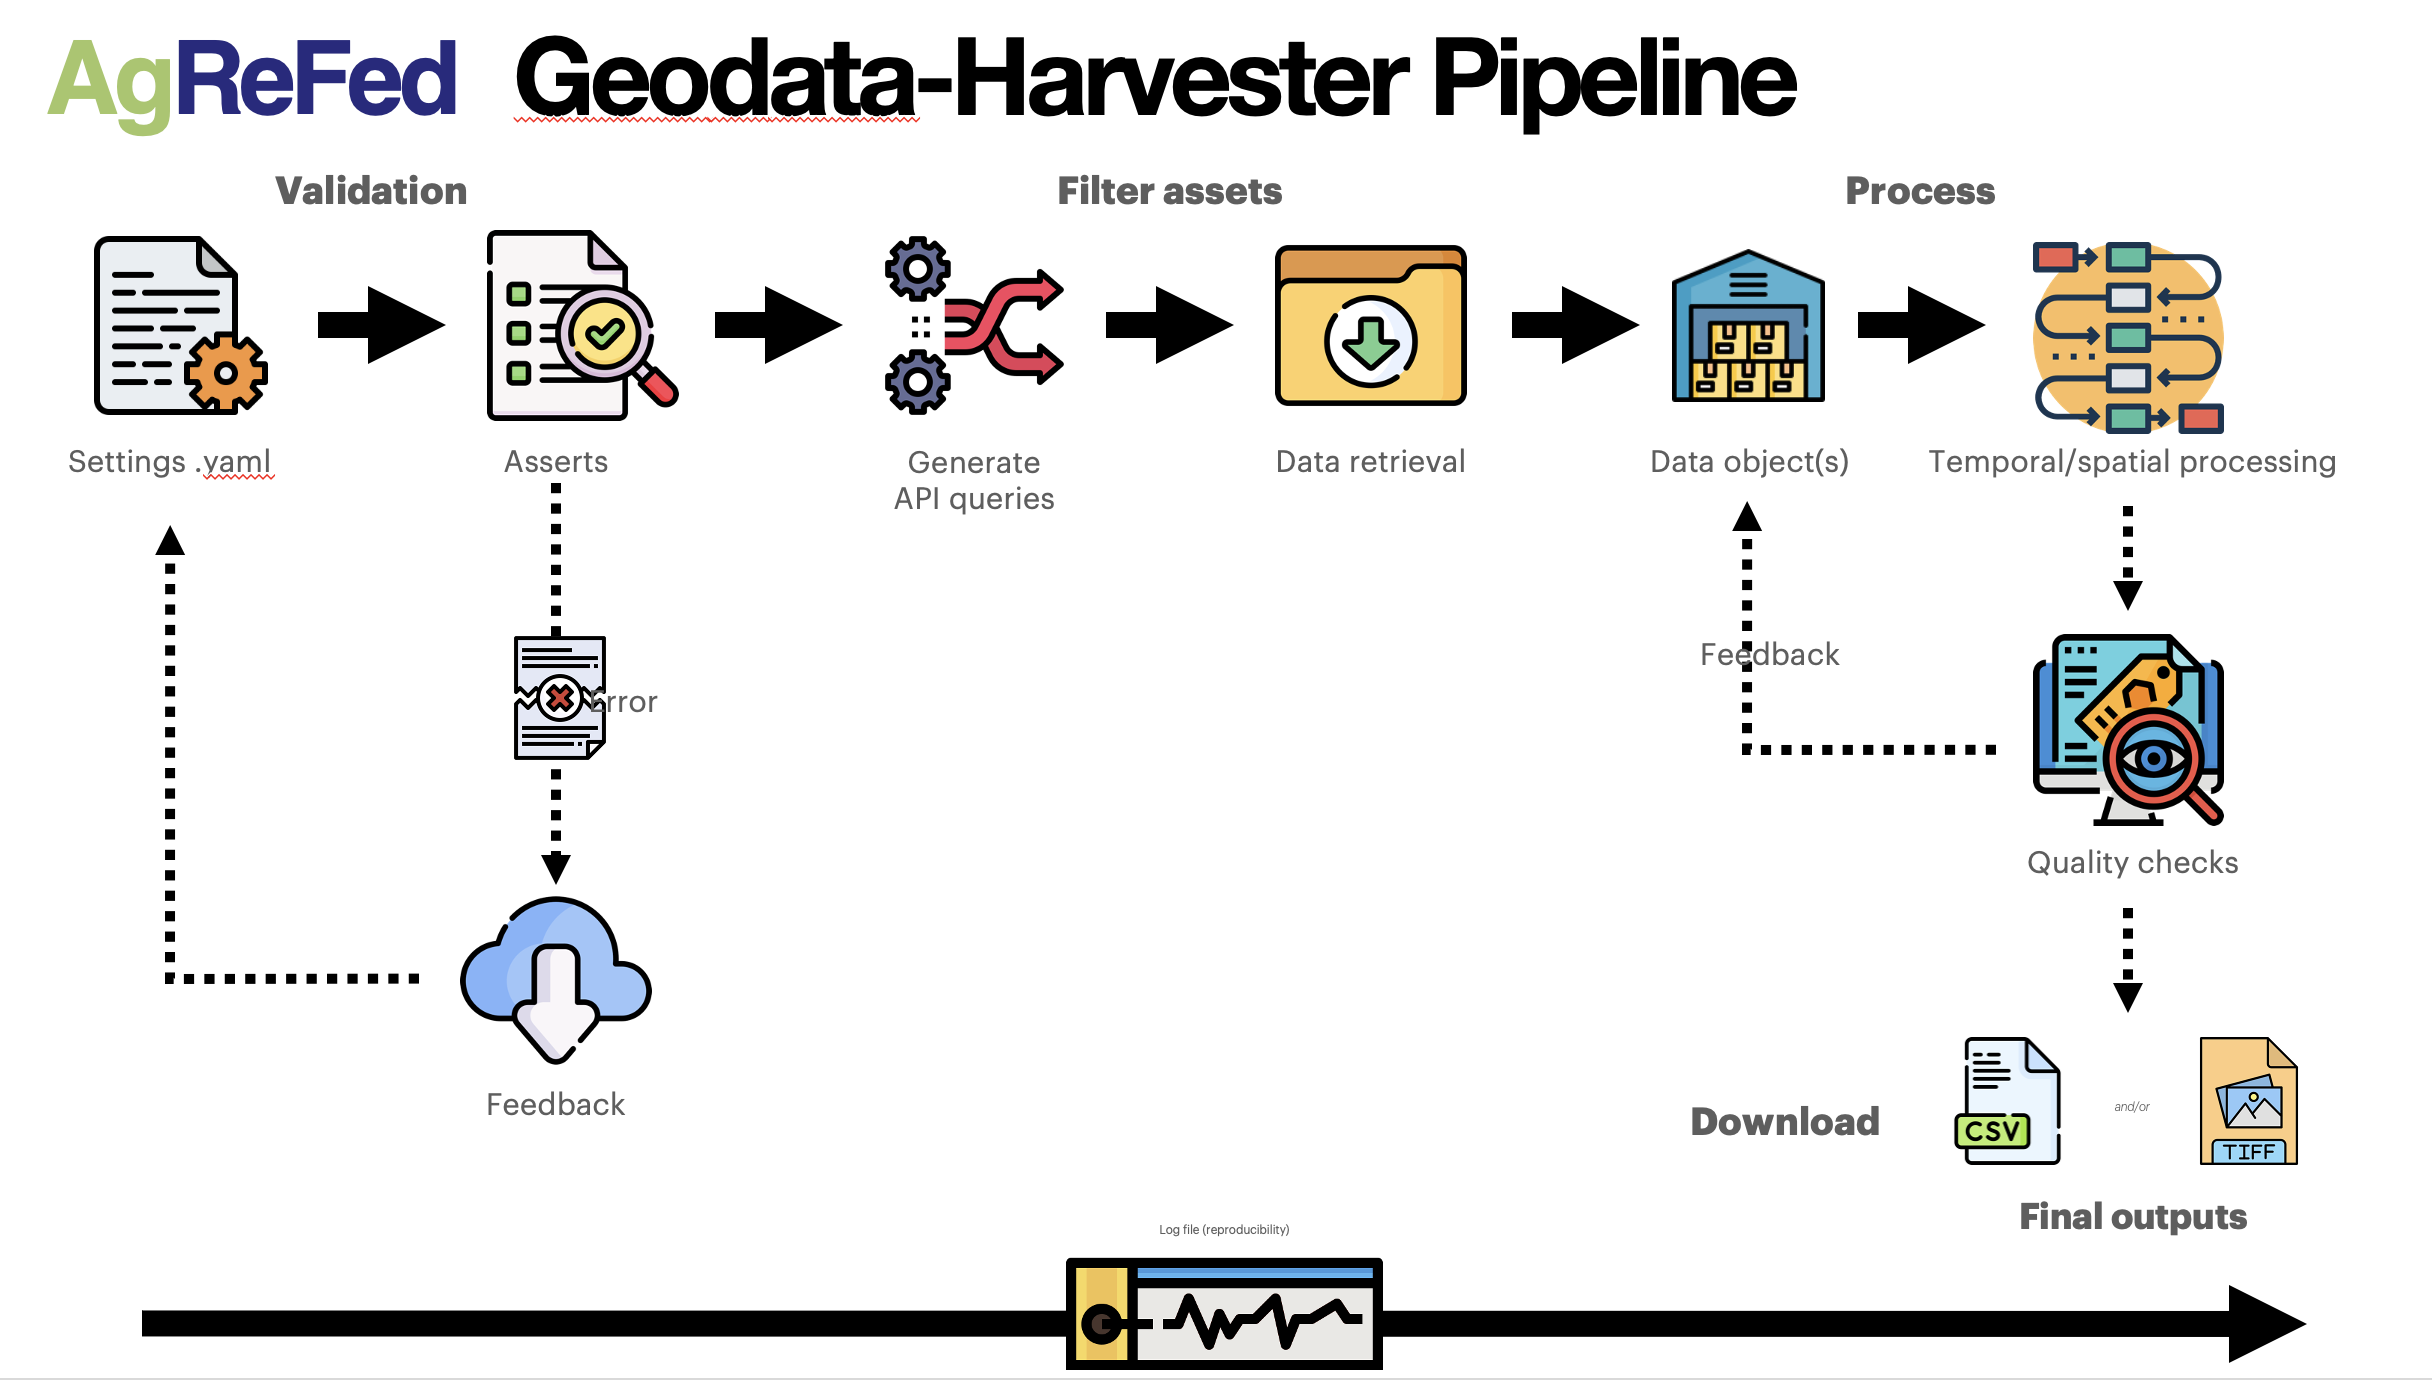 AgReFed Geodata-Harvester Pipeline
Validation
Filter assets
Process
Settings .yaml
Asserts
Generate
API queries
Data retrieval
Data object(s)
Temporal/spatial processing
Error
Feedback
Quality checks
Feedback
Download
CSV
and/or
TIFF
Final outputs
Log file (reproducibility)